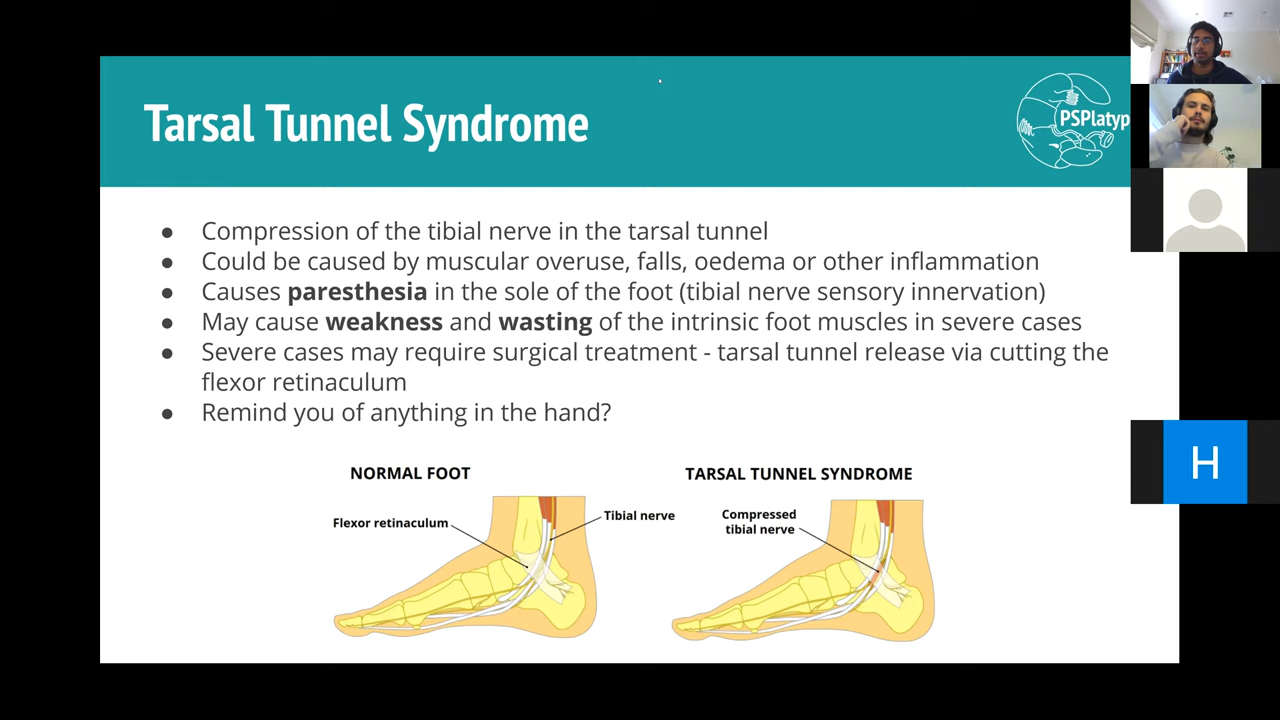 Tarsal Tunnel Syndrome
PSPlatyp
● Compression of the tibial nerve in the tarsal tunnel
● Could be caused by muscular overuse, falls, oedema or other inflammation
● Causes paresthesia in the sole of the foot (tibial nerve sensory innervation)
● May cause weakness and wasting of the intrinsic foot muscles in severe cases
● Severe cases may require surgical treatment - tarsal tunnel release via cutting the
flexor retinaculum
● Remind you of anything in the hand?
H
NORMAL FOOT
Flexor retinaculum
Tibial nerve
TARSAL TUNNEL SYNDROME
Compressed
tibial nerve